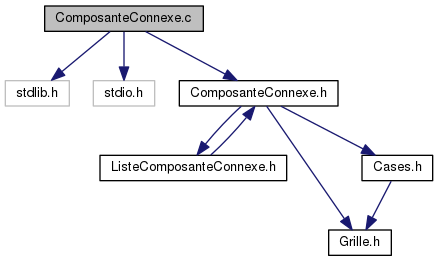 ComposanteConnexe.c
stdlib.h
stdio.h
ComposanteConnexe.h
ListeComposanteConnexe.h
Cases.h
Grille.h